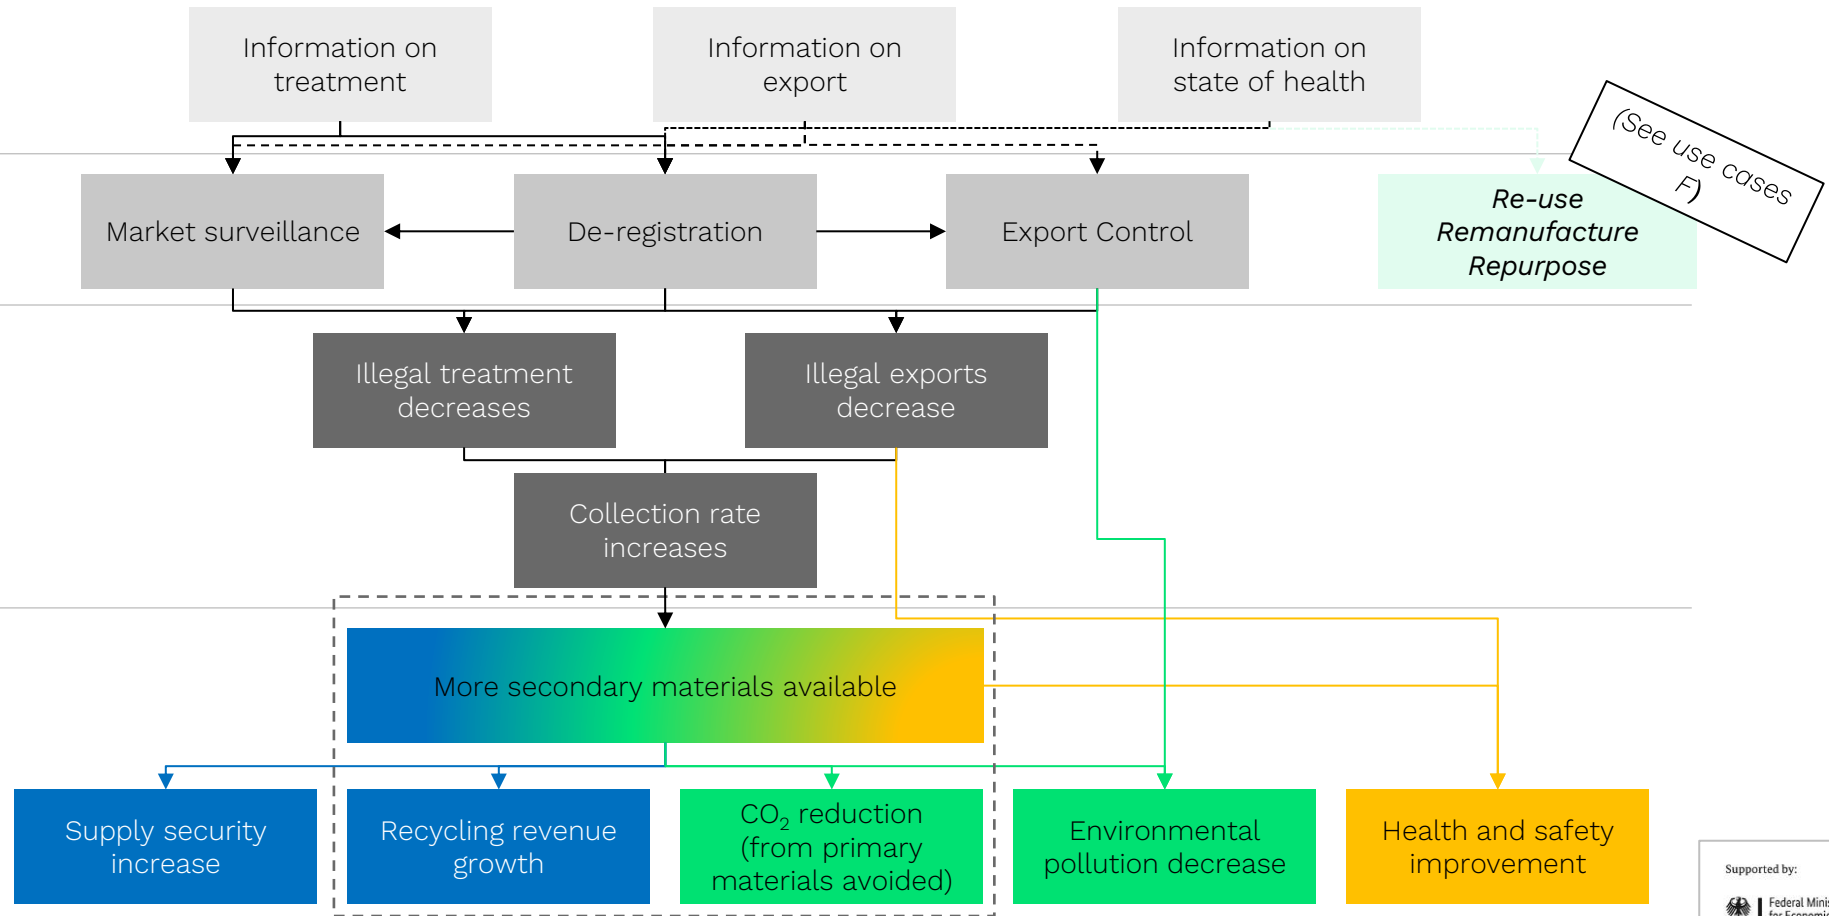 Information on
treatment
Information on
export
Information on
state of health
(See use cases
F)
Market surveillance
De-registration
Export Control
Re-use
Remanufacture
Repurpose
Illegal treatment
decreases
Illegal exports
decrease
Collection rate
increases
More secondary materials available
Supply security
increase
Recycling revenue
growth
CO₂ reduction
(from primary
materials avoided)
Environmental
pollution decrease
Health and safety
improvement
Supported by:
Federal
for